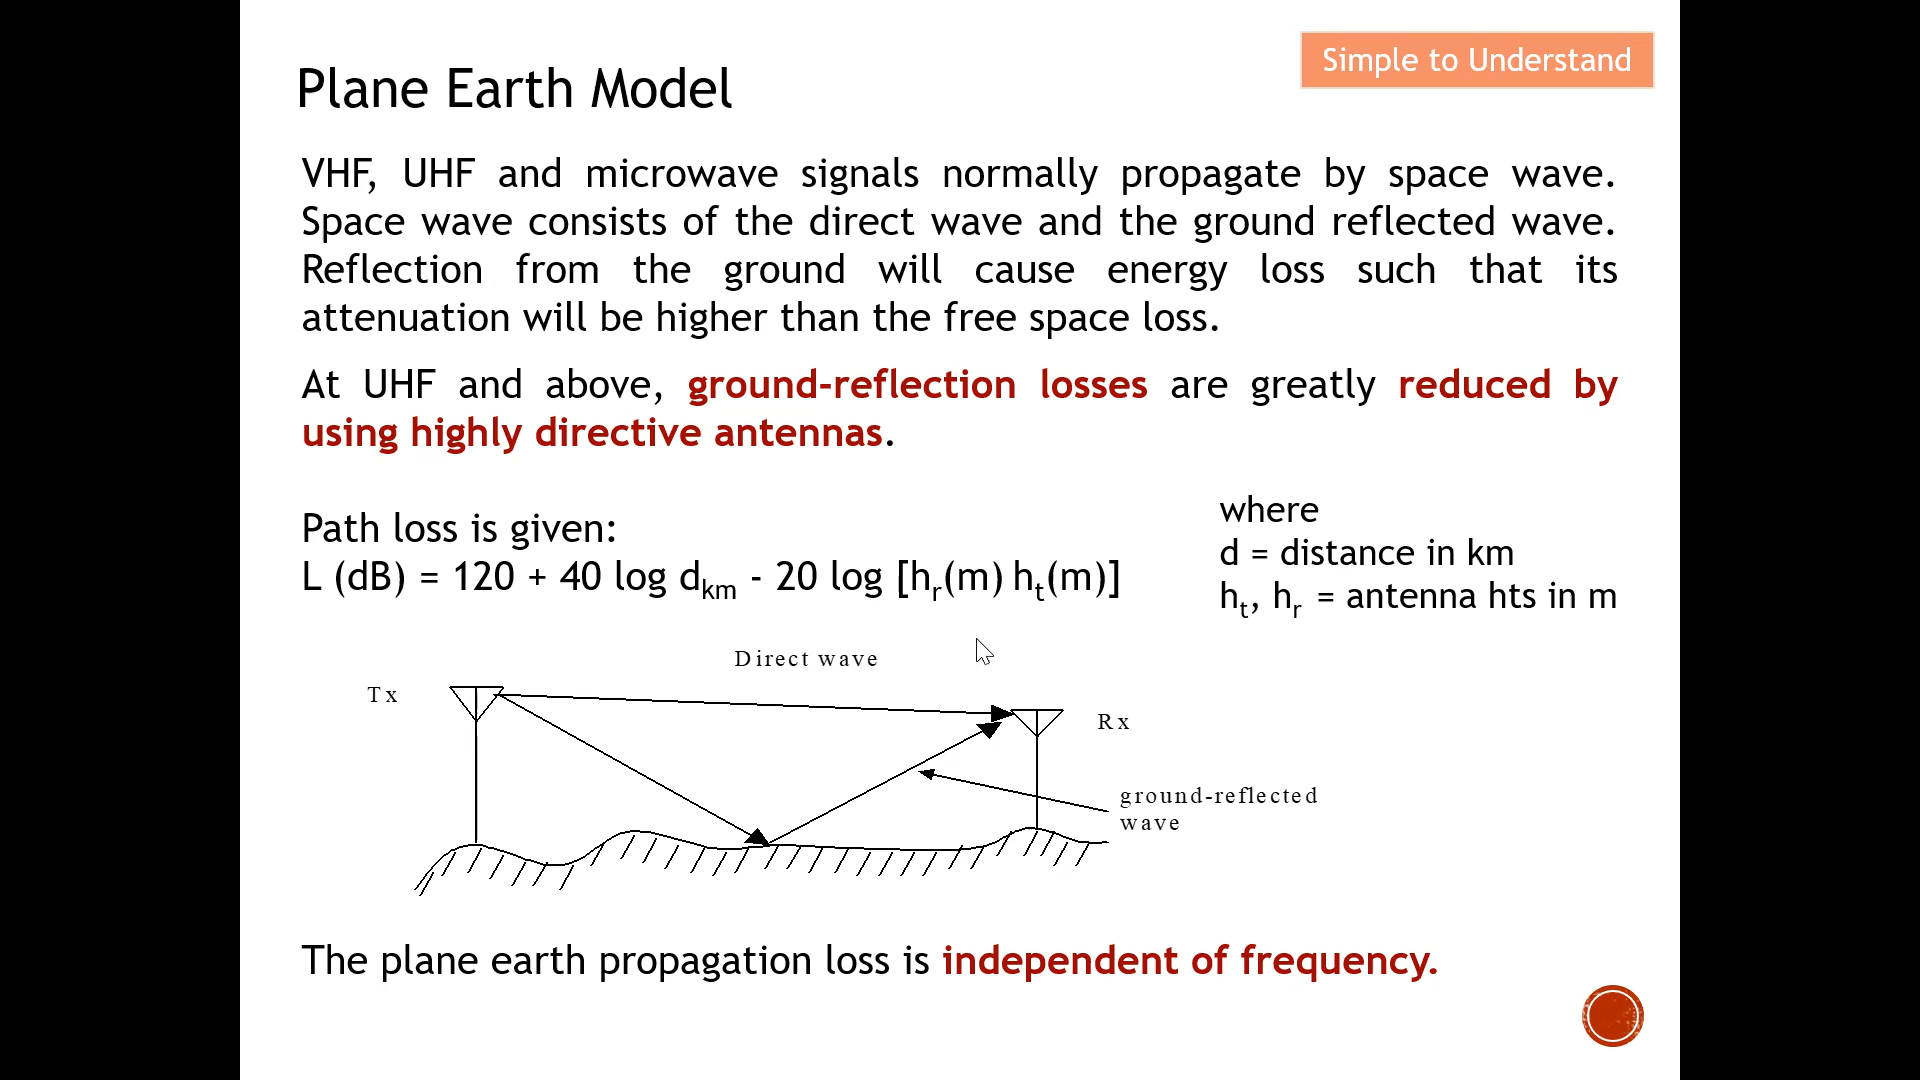 Simple to Understand
Plane Earth Model
VHF, UHF and microwave signals normally propagate by space wave.
Space wave consists of the direct wave and the ground reflected wave.
Reflection from the ground will cause energy loss such that its
attenuation will be higher than the free space loss.
At UHF and above, ground-reflection losses are greatly reduced by
using highly directive antennas.
Path loss is given:
L (dB) = 120 + 40 log dkm - 20 log [hr(m) ht(m)]
where
d = distance in km
ht, hr = antenna hts in m
Direct wave
Tx
Rx
ground-reflected
wave
The plane earth propagation loss is independent of frequency.